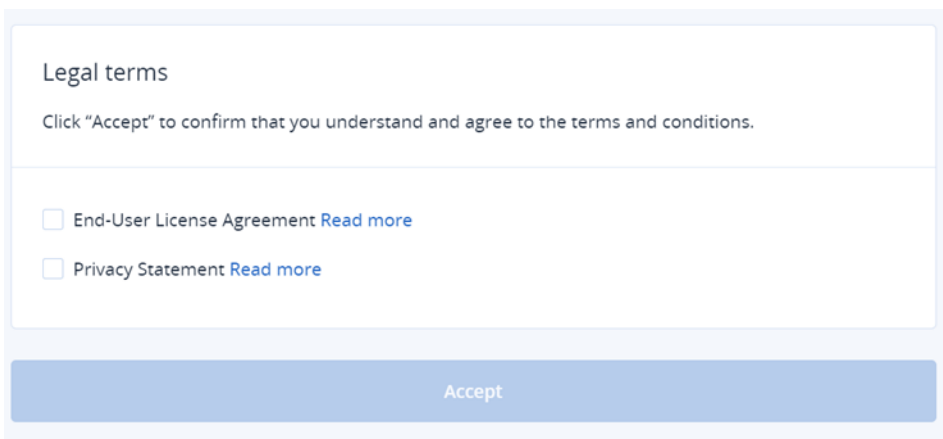 Legal terms
Click “Accept” to confirm that you understand and agree to the terms and conditions.
End-User License Agreement Read more
Privacy Statement Read more
Accept